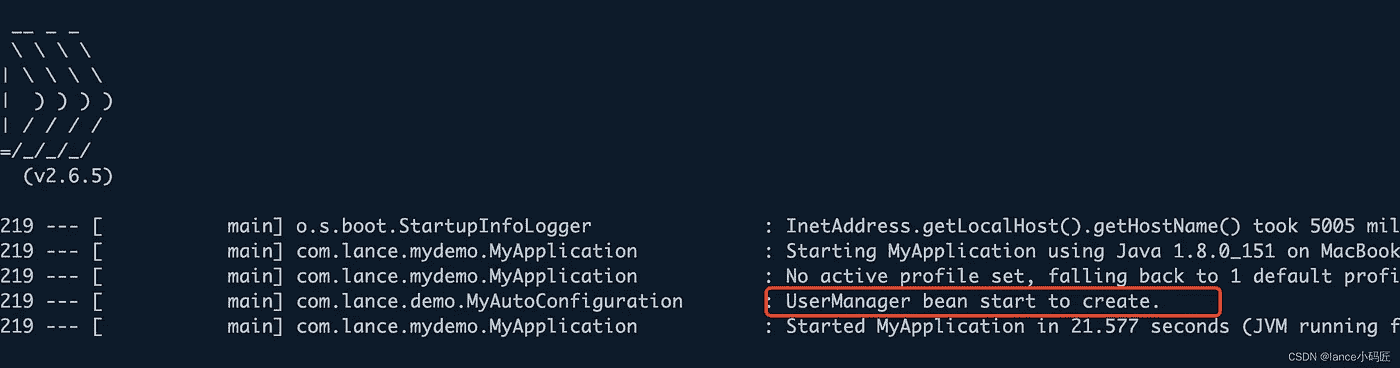 __ _ _
\ \ \ \
| \ \ \ \
| ) ) ) )
| / / / /
=/_/_/_/
(v2.6.5)
219 --- [           main] o.s.boot.StartupInfoLogger               : InetAddress.getLocalHost().getHostName() took 5005 mil
219 --- [           main] com.lance.mydemo.MyApplication           : Starting MyApplication using Java 1.8.0_151 on MacBook
219 --- [           main] com.lance.mydemo.MyApplication           : No active profile set, falling back to 1 default profi
219 --- [           main] com.lance.demo.MyAutoConfiguration       : UserManager bean start to create.
219 --- [           main] com.lance.mydemo.MyApplication           : Started MyApplication in 21.577 seconds (JVM running f
CSDN @lance小码匠